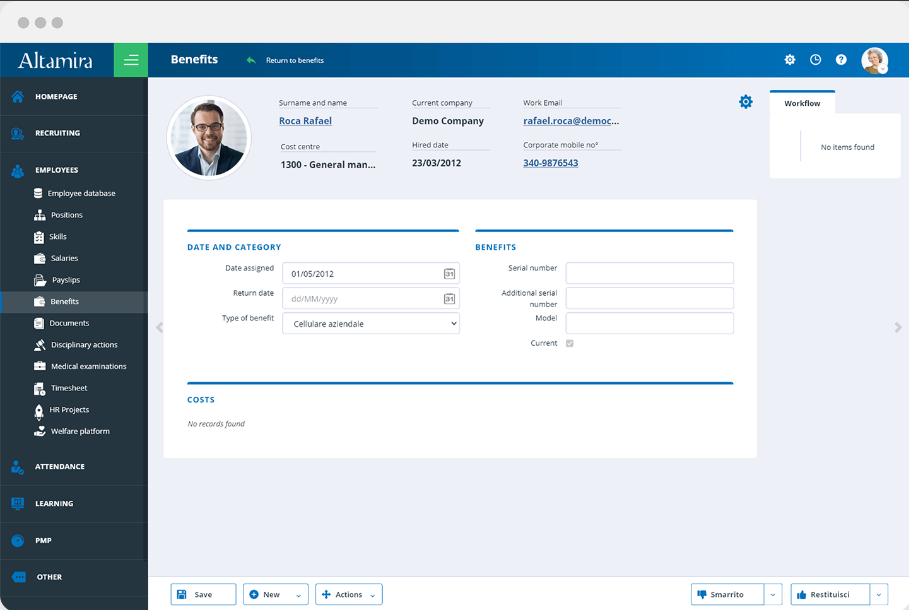 Altamira
Benefits
Return to benefits
HOMEPAGE
RECRUITING
EMPLOYEES
Employee database
Positions
Skills
Salaries
Payslips
Benefits
Documents
Disciplinary actions
Medical examinations
Timesheet
HR Projects
Welfare platform
ATTENDANCE
LEARNING
PMP
OTHER
Surname and name
Roca Rafael
Cost centre
1300 - General man...
Current company
Demo Company
Hired date
23/03/2012
Work Email
rafael.roca@democ...
Corporate mobile no°
340-9876543
Workflow
No items found
DATE AND CATEGORY
Date assigned
01/05/2012
31
Return date
dd/MM/yyyy
31
Type of benefit
Cellulare aziendale
BENEFITS
Serial number
Additional serial
number
Model
Current
COSTS
No records found
Save
New
Actions
Smarrito
Restituisci